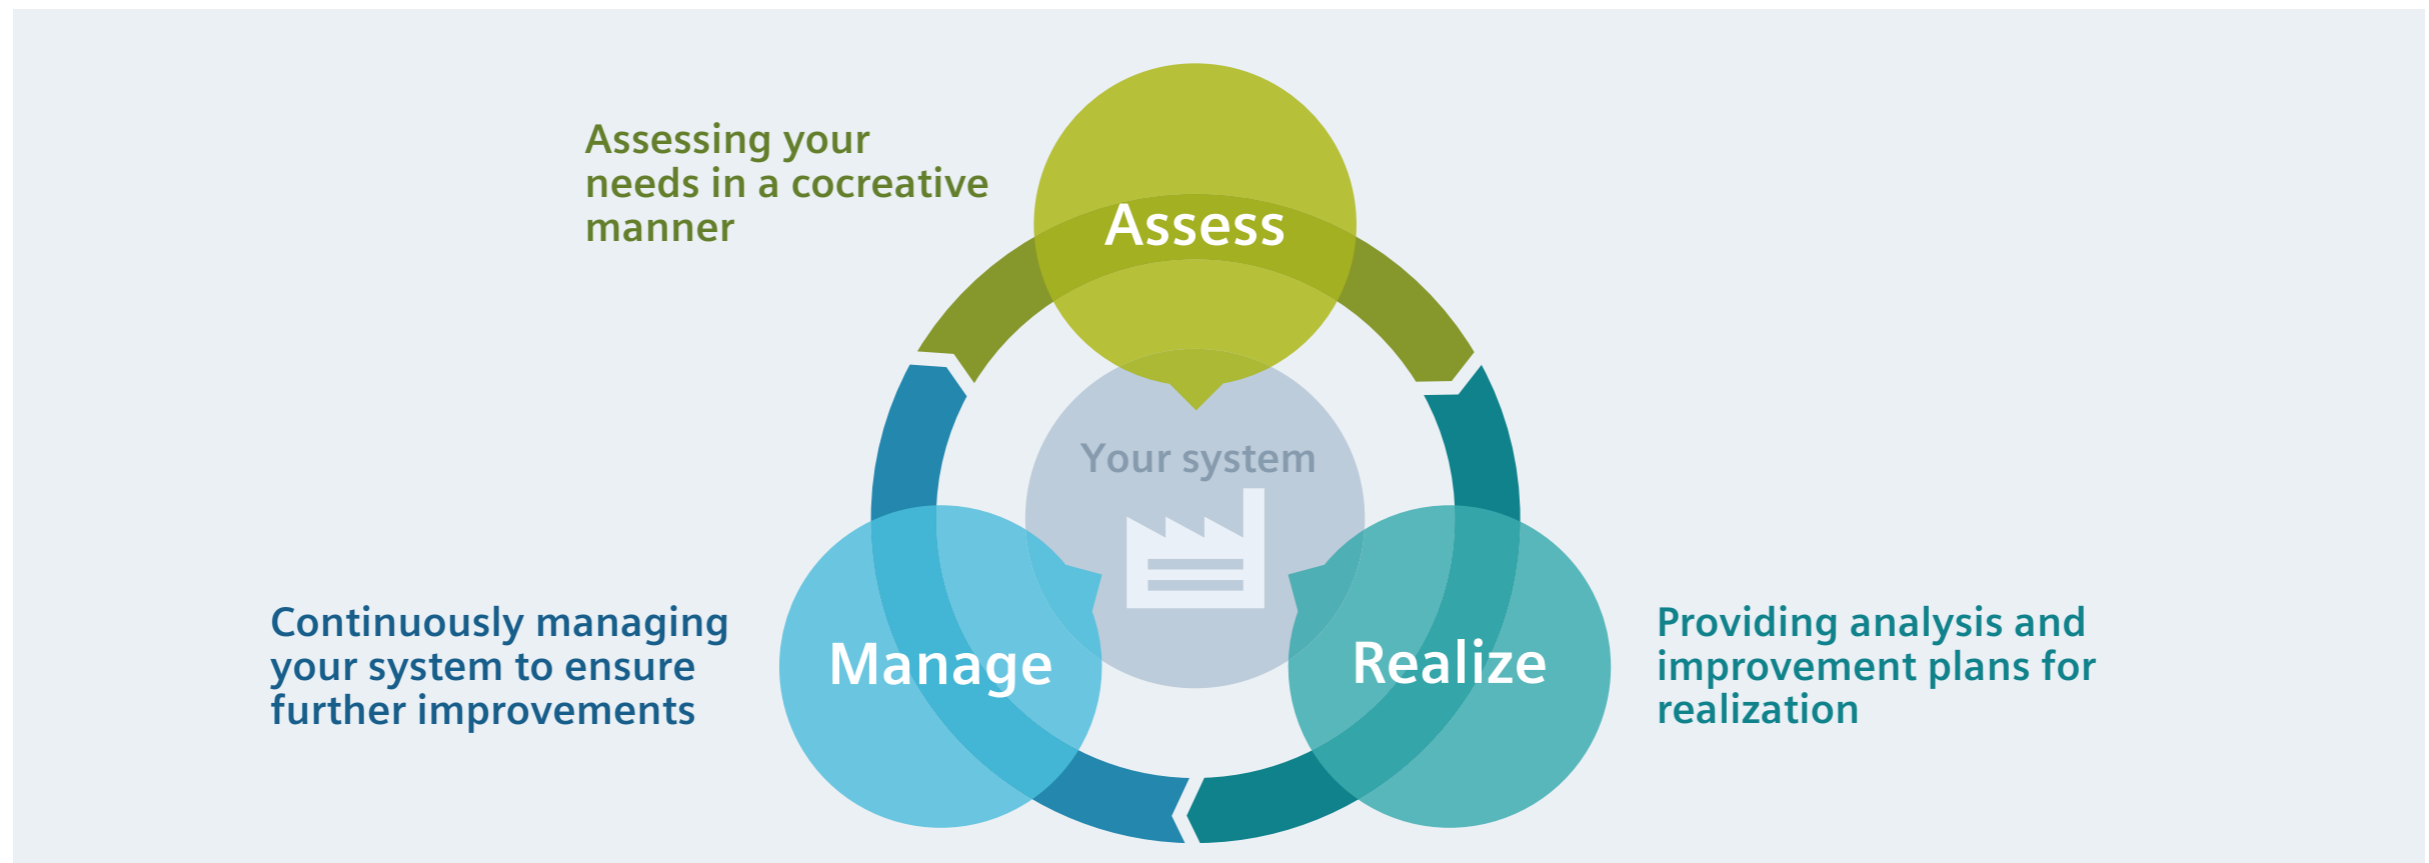 Assessing your
needs in a cocreative
manner
Assess
Your system
Continuously managing
your system to ensure
further improvements
Manage
Realize
Providing analysis and
improvement plans for
realization